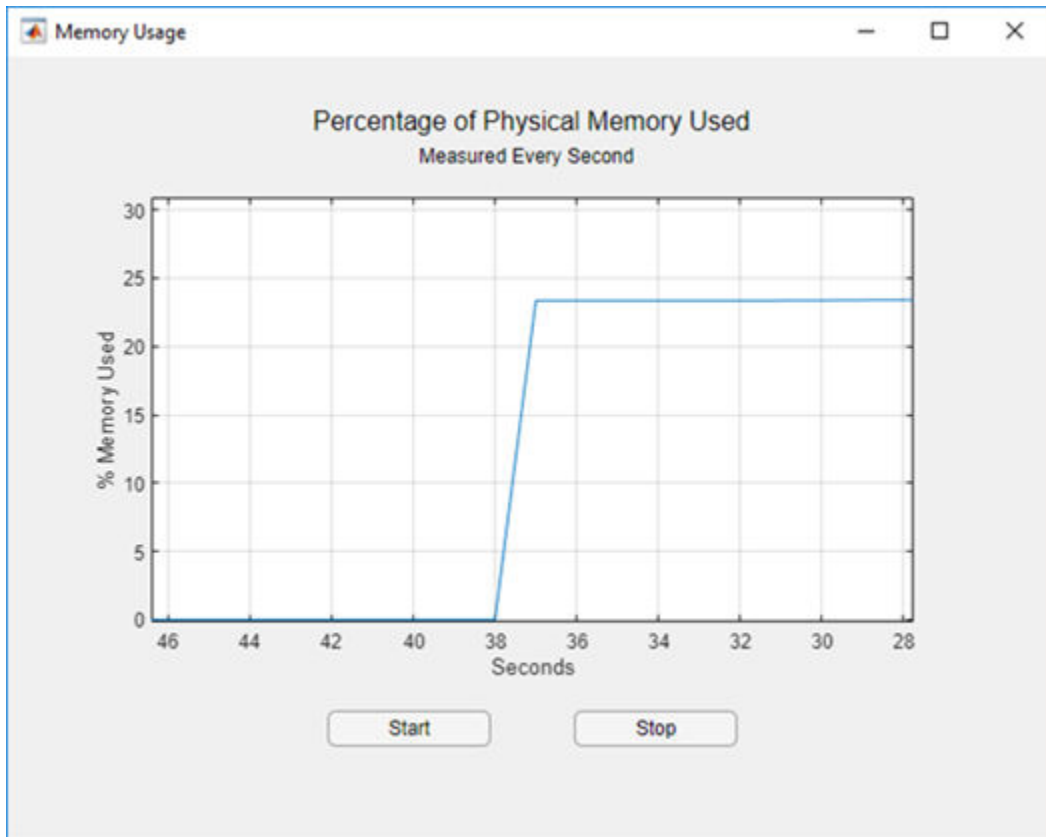 Memory Usage
Percentage of Physical Memory Used
Measured Every Second
30
25
20
15
10
5
0
% Memory Used
46 44 42 40 38 36 34 32 30 28
Seconds
Start Stop